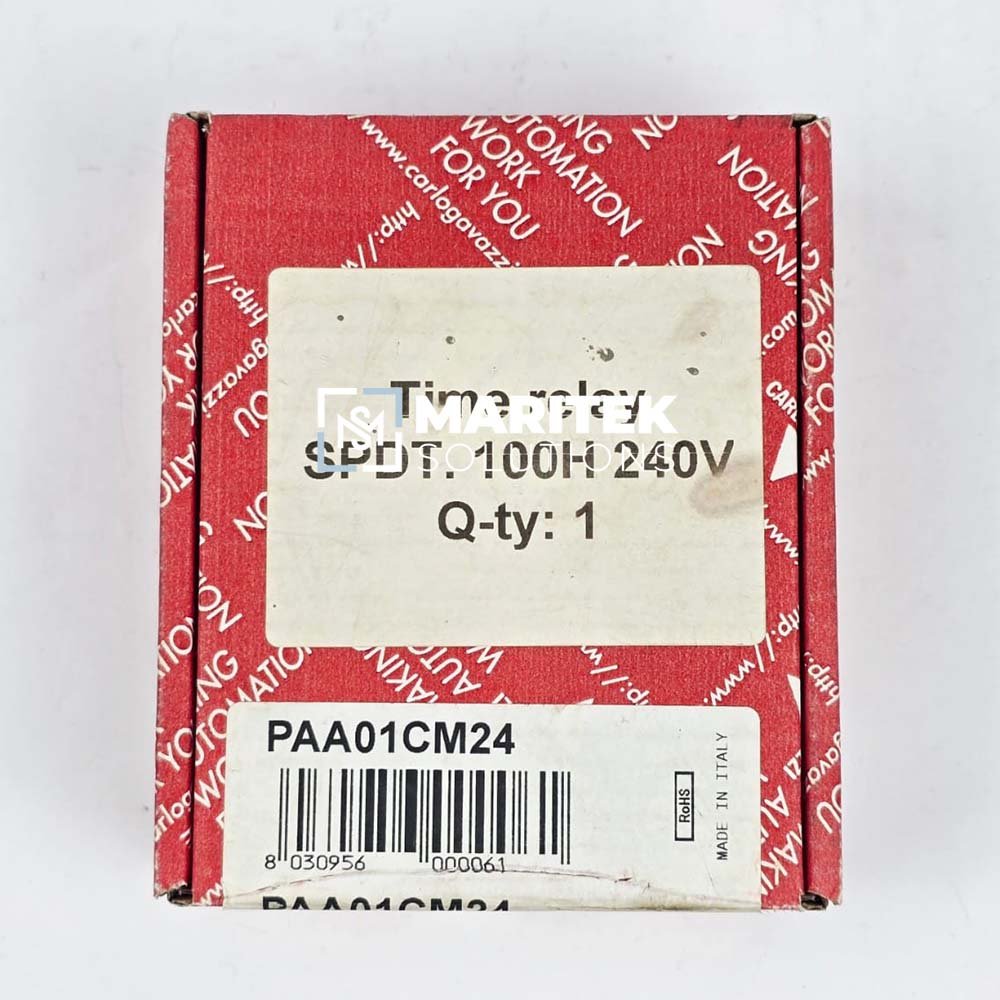 WORK
FOR YOU
AUTOMATION
http://
www.carlogavazzi.
Time relay
SPDT. 100H 240V
Q-ty: 1
MARITEK
SOLUTIONS
PAA01CM24
8 030956 000061
RoHS
MADE IN ITALY
PAA01CM24